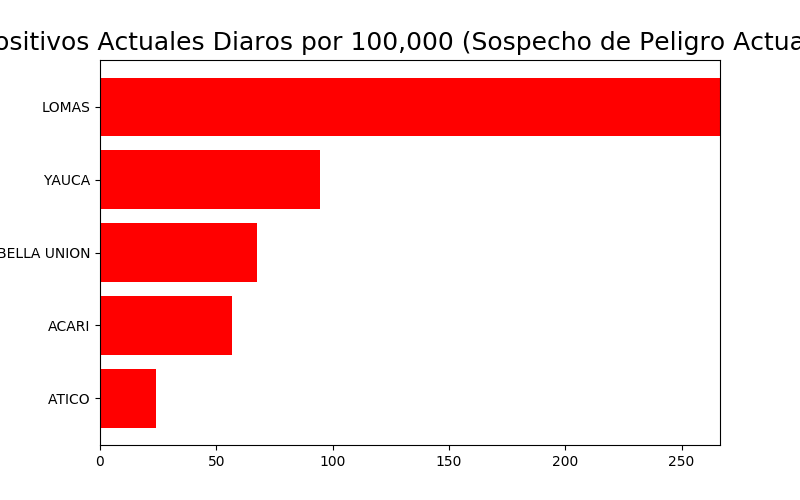 ositivos Actuales Diaros por 100,000 (Sospecho de Peligro Actua
LOMAS
YAUCA
BELLA UNION
ACARI
ATICO
0 50 100 150 200 250